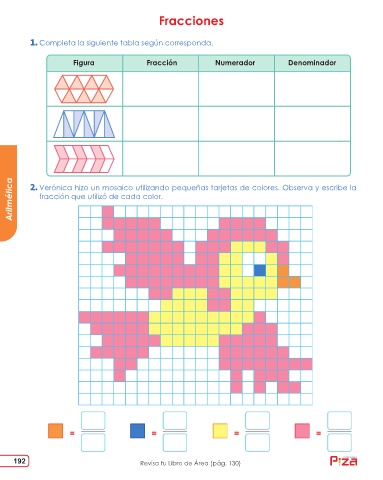 Fracciones
1. Completa la siguiente tabla según corresponda.
Figura Fracción Numerador Denominador
2. Verónica hizo un mosaico utilizando pequeñas tarjetas de colores. Observa y escribe la
fracción que utilizó de cada color.
Aritmética
= = = =
192
Revisa tu Libro de Área (pág. 130)